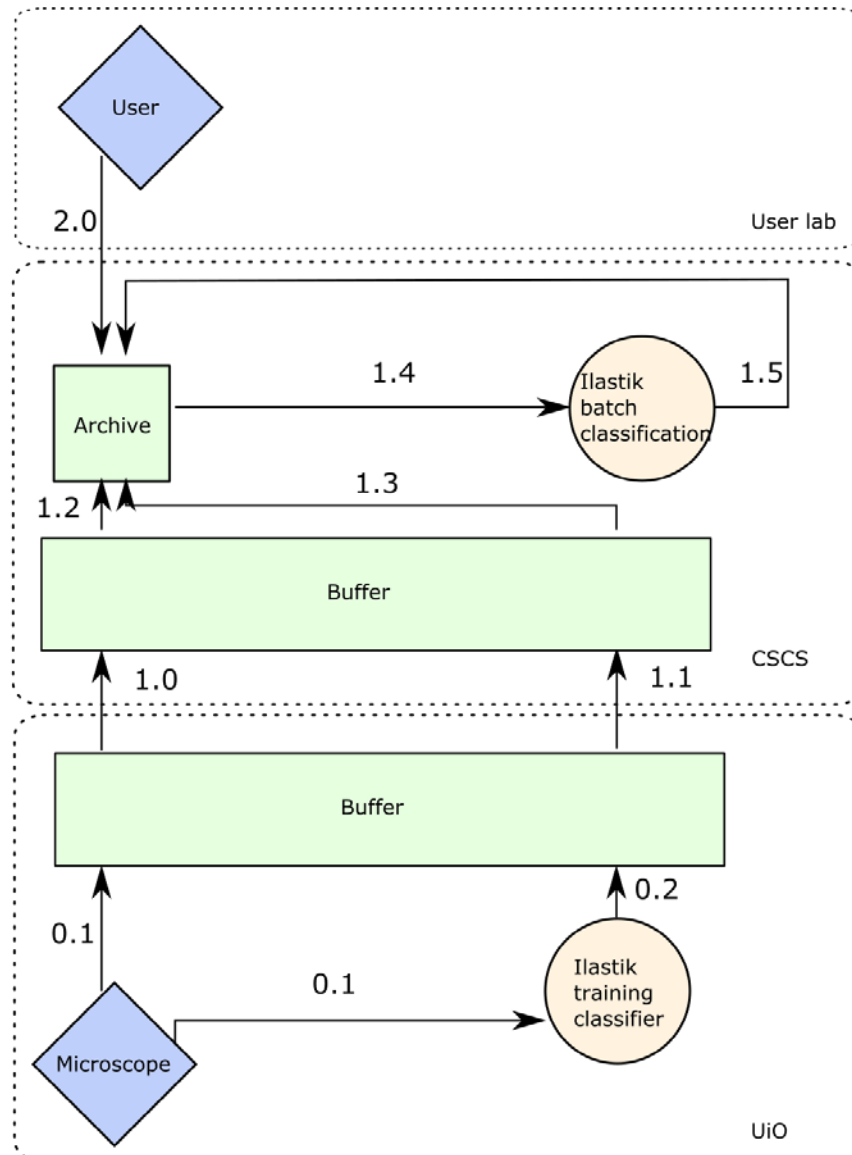 User
2.0
User lab
1.4
Ilastik
batch
classification
1.5
Archive
1.3
1.2
Buffer
CSCS
1.0
1.1
Buffer
0.2
0.1
0.1
Ilastik
training
classifier
Microscope
UiO